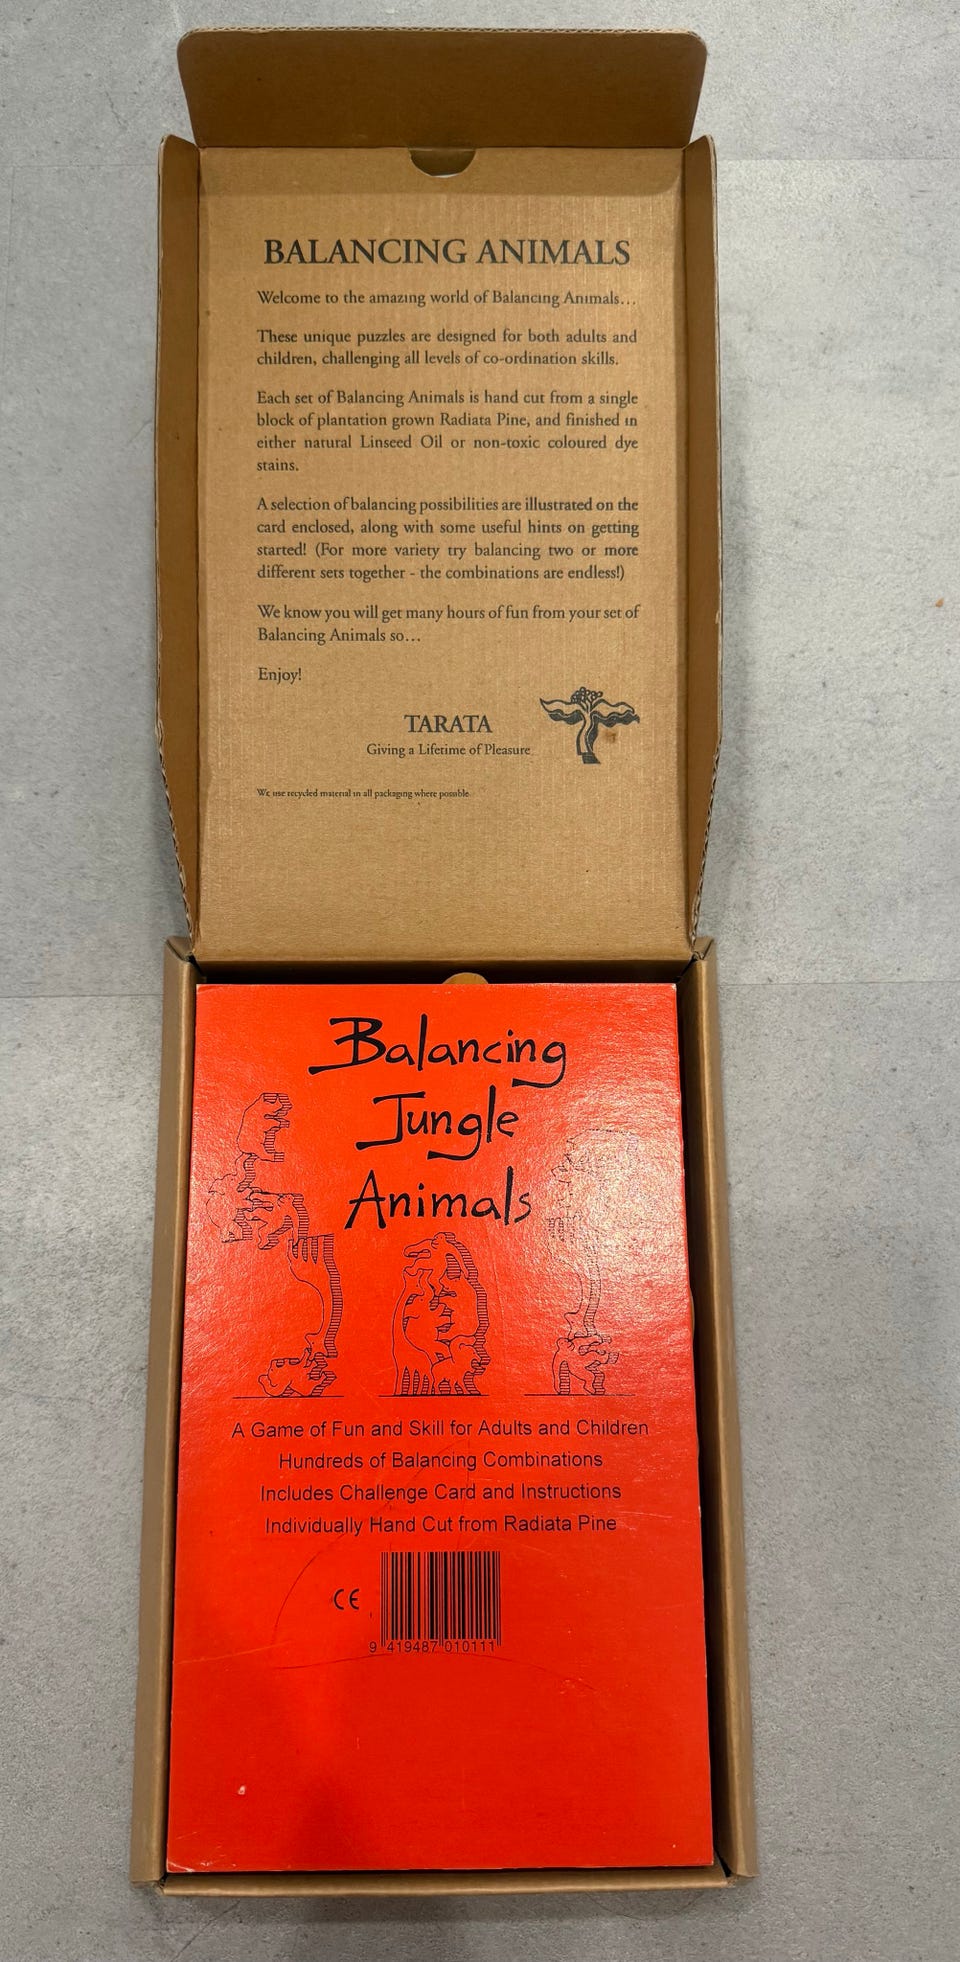 BALANCING ANIMALS
Welcome to the amazing world of Balancing Animals...
These unique puzzles are designed for both adults and
children, challenging all levels of co-ordination skills.
Each set of Balancing Animals is hand cut from a single
block of plantation grown Radiata Pine, and finished in
either natural Linseed Oil or non-toxic coloured dye
stains.
A selection of balancing possibilities are illustrated on the
card enclosed, along with some useful hints on getting
started! (For more variety try balancing two or more
different sets together - the combinations are endless!)
We know you will get many hours of fun from your set of
Balancing Animals so...
Enjoy!
TARATA
Giving a Lifetime of Pleasure
We use recycled material in all packaging where possible
Balancing
Jungle
Animals
A Game of Fun and Skill for Adults and Children
Hundreds of Balancing Combinations
Includes Challenge Card and Instructions
Individually Hand Cut from Radiata Pine
CE
9 419487 010111